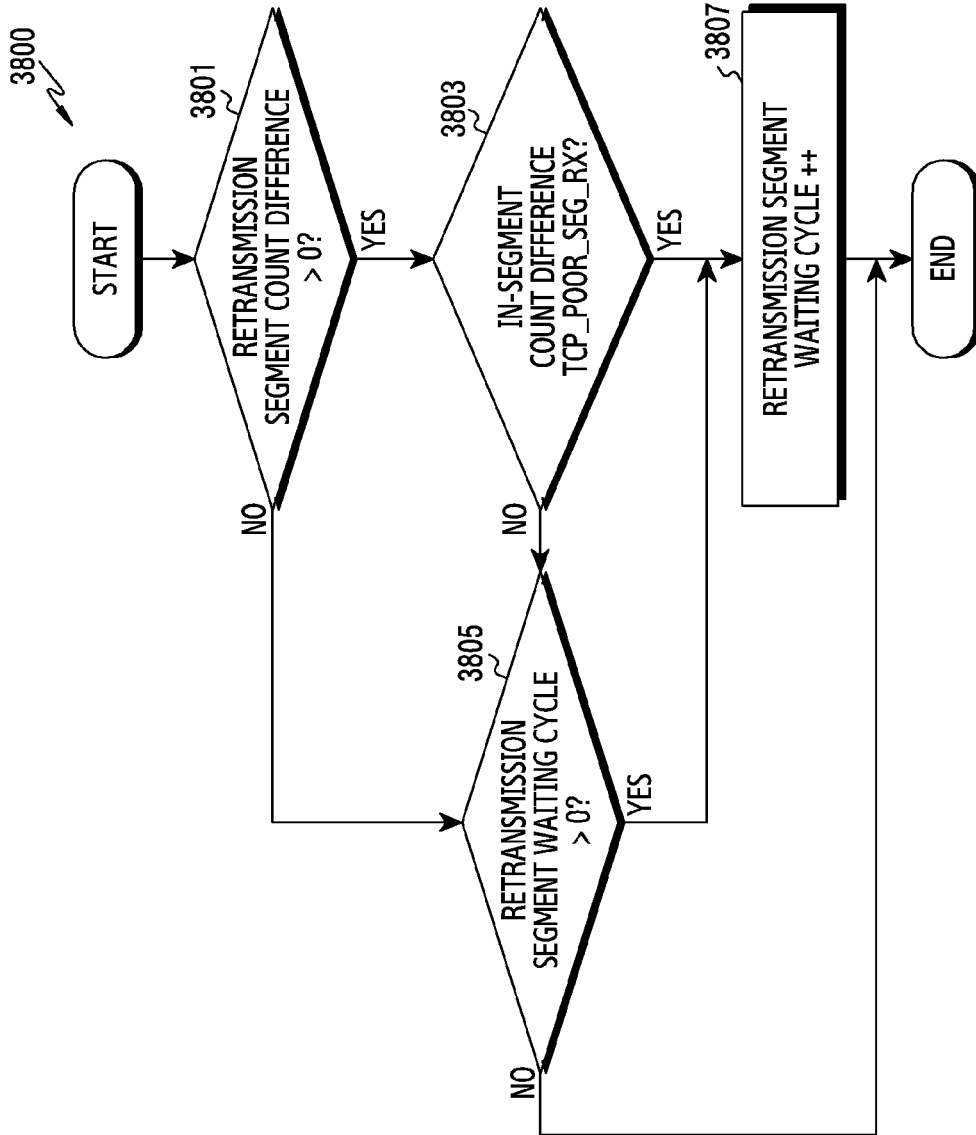 3800
START
3801
RETRANSMISSION
SEGMENT COUNT DIFFERENCE
> 0?
NO
YES
3803
IN-SEGMENT
COUNT DIFFERENCE
TCP_POOR_SEG_RX?
NO
YES
3805
RETRANSMISSION
SEGMENT WAITING CYCLE
> 0?
NO
YES
3807
RETRANSMISSION SEGMENT
WAITING CYCLE ++
END